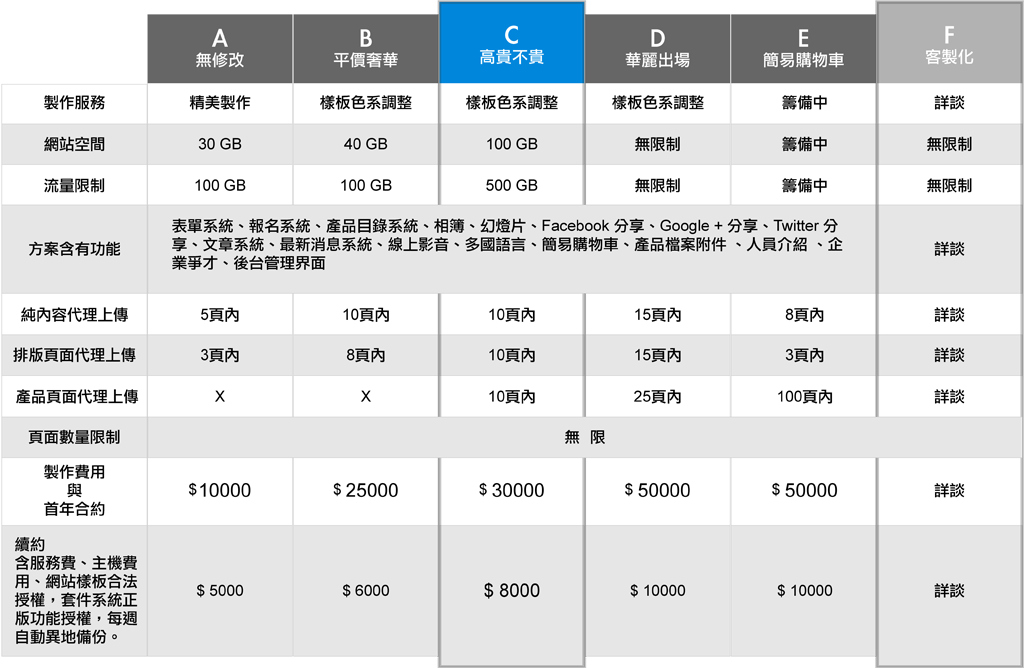 A
無修改
B
平價奢華
C
高貴不貴
D
華麗出場
E
簡易購物車
F
客製化
製作服務
精美製作
樣板色系調整
樣板色系調整
樣板色系調整
籌備中
詳談
網站空間
30 GB
40 GB
100 GB
無限制
籌備中
無限制
流量限制
100 GB
100 GB
500 GB
無限制
籌備中
無限制
方案含有功能
表單系統、報名系統、產品目錄系統、相簿、幻燈片、Facebook 分享、Google + 分享、Twitter 分
享、文章系統、最新消息系統、線上影音、多國語言、簡易購物車、產品檔案附件 、人員介紹 、企
業爭才、後台管理界面
詳談
純內容代理上傳
5頁內
10頁內
10頁內
15頁內
8頁內
詳談
排版頁面代理上傳
3頁內
8頁內
10頁內
15頁內
3頁內
詳談
產品頁面代理上傳
X
X
10頁內
25頁內
100頁內
詳談
頁面數量限制
無 限
製作費用
與
首年合約
$10000
$ 25000
$ 30000
$ 50000
$ 50000
詳談
續約
含服務費、主機費
用、網站樣板合法
授權，套件系統正
版功能授權，每週
自動異地備份。
$ 5000
$ 6000
$ 8000
$ 10000
$ 10000
詳談